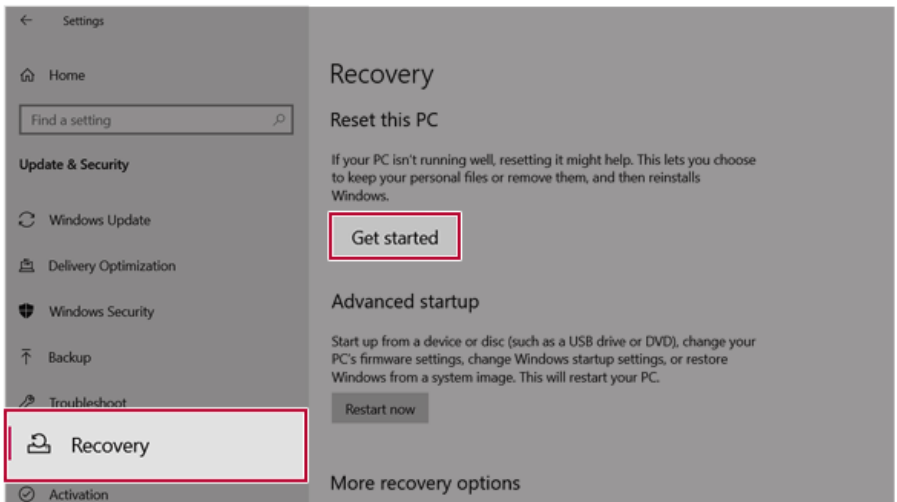 Settings
Home
Find a setting
Update & Security
Windows Update
Delivery Optimization
Windows Security
Backup
Troubleshoot
Recovery
Activation
Recovery
Reset this PC
If your PC isn't running well, resetting it might help. This lets you choose
to keep your personal files or remove them, and then reinstalls
Windows.
Get started
Advanced startup
Start up from a device or disc (such as a USB drive or DVD), change your
PC's firmware settings, change Windows startup settings, or restore
Windows from a system image. This will restart your PC.
Restart now
More recovery options